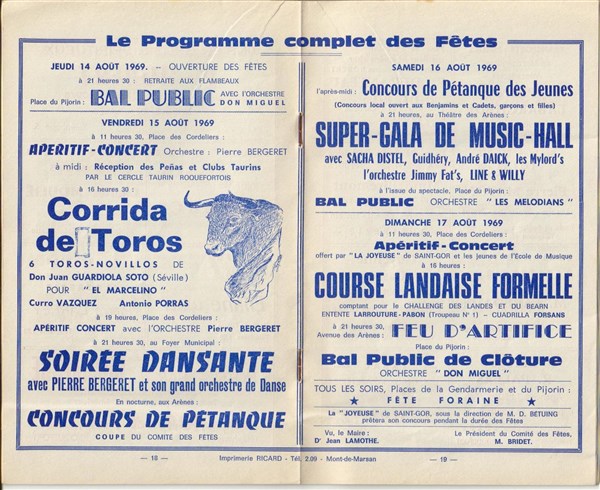 Le Programme complet des Fêtes
JEUDI 14 AOÛT 1969. — OUVERTURE DES FÊTES
à 21 heures 30 : RETRAITE AUX FLAMBEAUX
Place du Pijorin : BAL PUBLIC AVEC L'ORCHESTRE
DON MIGUEL
VENDREDI 15 AOUT 1969
à 11 heures 30, Place des Cordeliers :
APERITIF-CONCERT Orchestre : Pierre BERGERET
à midi : Réception des Peñas et Clubs Taurins
PAR LE CERCLE TAURIN ROQUEFORTOIS
à 16 heures 30 :
Corrida
de Toros
6 TOROS-NOVILLOS DE
Don Juan GUARDIOLA SOTO (Séville)
POUR " EL MARCELINO "
Curro VAZQUEZ Antonio PORRAS
à 19 heures, Place des Cordeliers :
APÉRITIF CONCERT avec l'ORCHESTRE Pierre BERGERET
à 21 heures 30, au Foyer Municipal :
SOIRÉE DANSANTE
avec PIERRE BERGERET et son grand orchestre de Danse
En nocturne, aux Arènes :
CONCOURS DE PÉTANQUE
COUPE DU COMITÉ DES FÊTES
— 18 —
SAMEDI 16 AOUT 1969
l'après-midi : Concours de Pétanque des Jeunes
(Concours local ouvert aux Benjamins et Cadets, garçons et filles)
à 21 heures, au Théâtre des Arènes :
SUPER-GALA DE MUSIC-HALL
avec SACHA DISTEL, Guidhéry, André DAICK, les Mylord's
l'orchestre Jimmy Fat's, LINE & WILLY
à l'issue du spectacle, Place du Pijorin :
BAL PUBLIC ORCHESTRE " LES MELODIANS "
DIMANCHE 17 AOUT 1969
à 11 heures 30, Place des Cordeliers :
Apéritif-Concert
offert par "LA JOYEUSE" de SAINT-GOR et les jeunes de l'Ecole de Musique
à 16 heures :
COURSE LANDAISE FORMELLE
comptant pour le CHALLENGE DES LANDES ET DU BEARN
ENTENTE LARROUTURE-PABON (Troupeau N° 1) - CUADRILLA FORSANS
à 21 heures 30,
Avenue des Arènes : FEU D'ARTIFICE
Place du Pijorin :
Bal Public de Clôture
ORCHESTRE "DON MIGUEL"
TOUS LES SOIRS, Places de la Gendarmerie et du Pijorin :
★ FÊTE FORAINE ★
La "JOYEUSE" de SAINT-GOR, sous la direction de M. D. BETUING
prêtera son concours pendant la durée des Fêtes
Vu, le Maire :
Dr Jean LAMOTHE.
Le Président du Comité des Fêtes,
M. BRIDET.
Imprimerie RICARD - Tél. 2.09 - Mont-de-Marsan
— 19 —